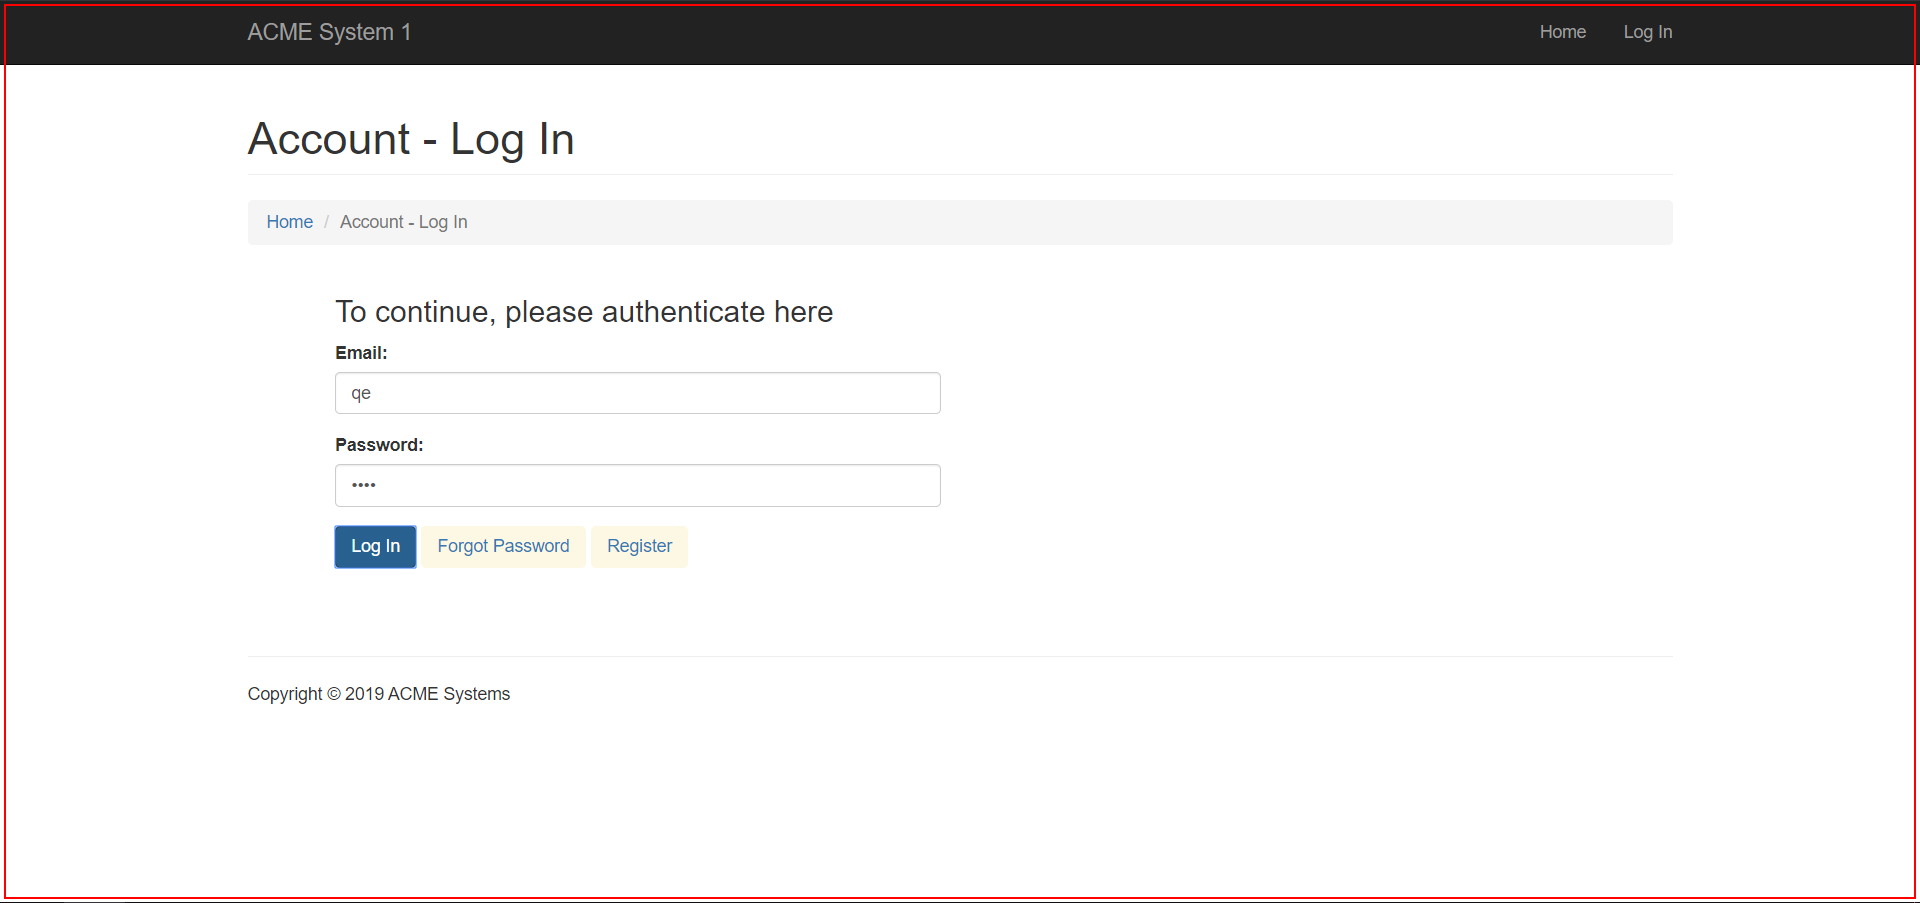 ACME System 1 Home Log In
Account - Log In
Home / Account - Log In
To continue, please authenticate here
Email:
qe
Password:
••••
Log In Forgot Password Register
Copyright © 2019 ACME Systems